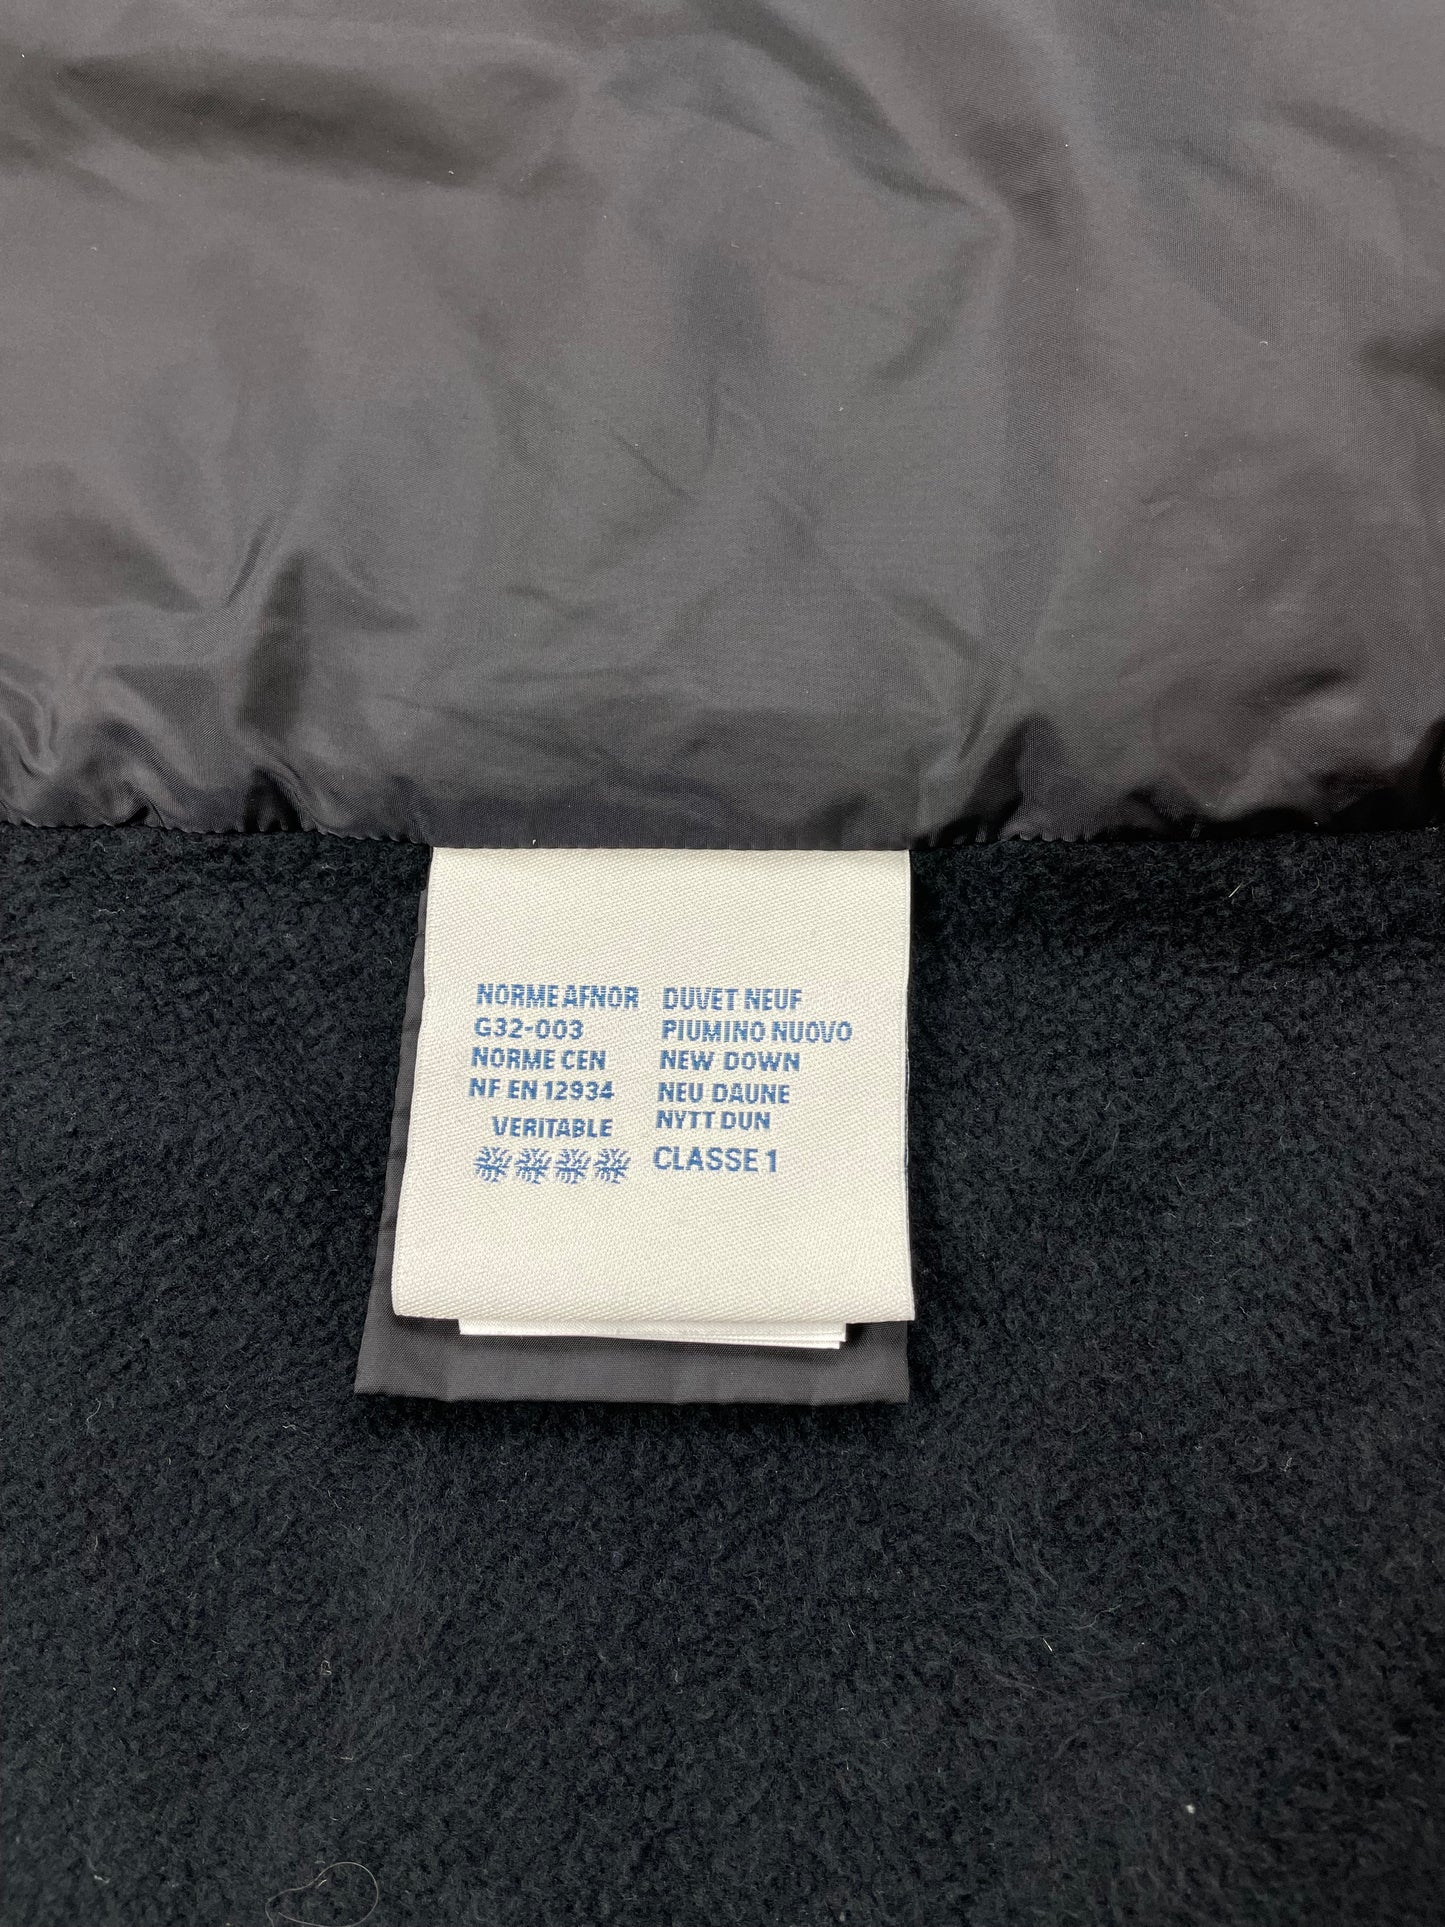 NORME AFNOR
G32-003
NORME CEN
NF EN 12934
VERITABLE
DUVET NEUF
PIUMINO NUOVO
NEW DOWN
NEU DAUNE
NYTT DUN
CLASSE 1